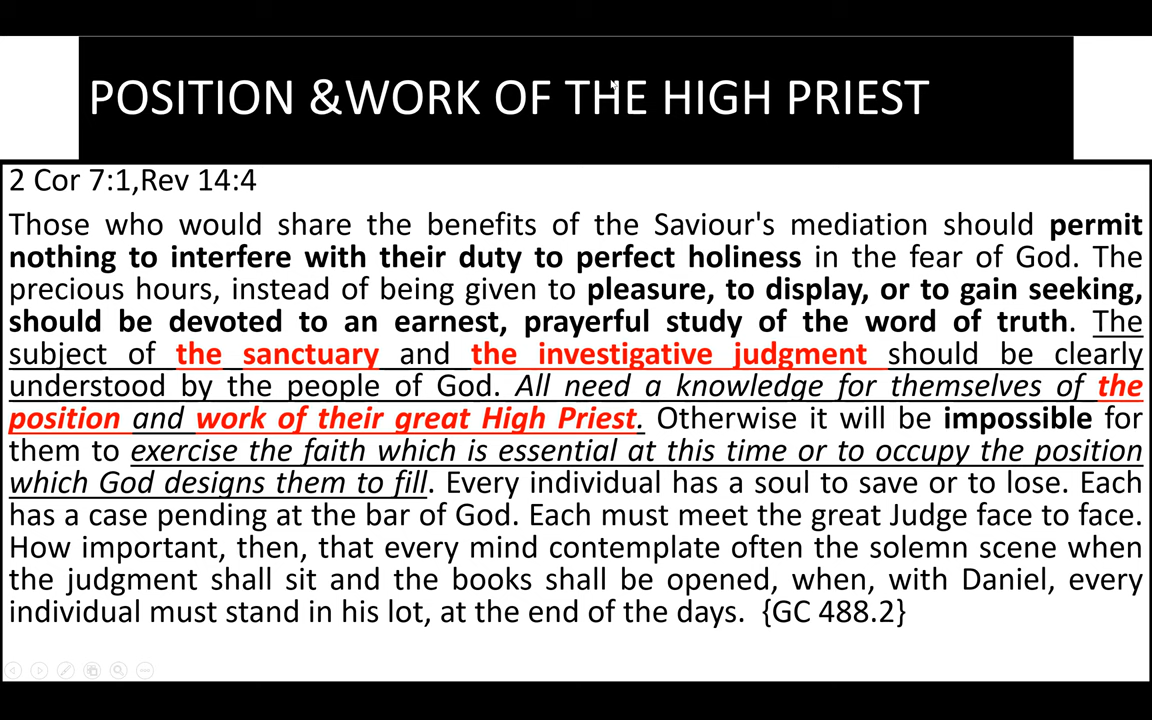 POSITION &WORK OF THE HIGH PRIEST
2 Cor 7:1,Rev 14:4
Those who would share the benefits of the Saviour's mediation should permit
nothing to interfere with their duty to perfect holiness in the fear of God. The
precious hours, instead of being given to pleasure, to display, or to gain seeking,
should be devoted to an earnest, prayerful study of the word of truth. The
subject of the sanctuary and the investigative judgment should be clearly
understood by the people of God. All need a knowledge for themselves of the
position and work of their great High Priest. Otherwise it will be impossible for
them to exercise the faith which is essential at this time or to occupy the position
which God designs them to fill. Every individual has a soul to save or to lose. Each
has a case pending at the bar of God. Each must meet the great Judge face to face.
How important, then, that every mind contemplate often the solemn scene when
the judgment shall sit and the books shall be opened, when, with Daniel, every
individual must stand in his lot, at the end of the days. {GC 488.2}